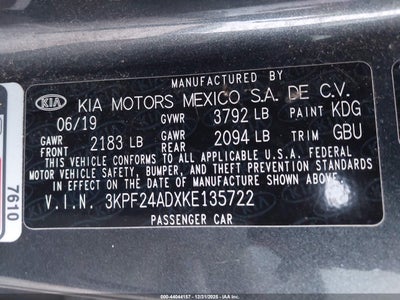 MANUFACTURED BY
KIA KIA MOTORS MEXICO S.A. DE C.V.
06/19 GVWR 3792 LB PAINT KDG
GAWR FRONT 2183 LB GAWR REAR 2094 LB TRIM GBU
THIS VEHICLE CONFORMS TO ALL APPLICABLE U.S.A. FEDERAL
MOTOR VEHICLE SAFETY, BUMPER, AND THEFT PREVENTION STANDARDS
IN EFFECT ON THE DATE OF MANUFACTURE SHOWN ABOVE.
V.I.N. 3KPF24ADXKE135722
PASSENGER CAR
7610
000-44044157 - 12/31/2025 - IAA Inc.